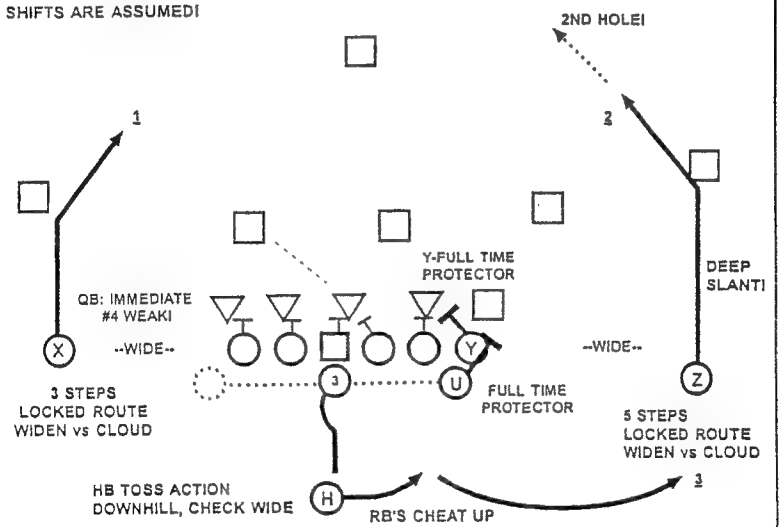 SHIFTS ARE ASSUMED!
2ND HOLE!
1
2
Y-FULL TIME
PROTECTOR
DEEP
SLANT!
QB: IMMEDIATE
#4 WEAK!
X
--WIDE--
Y
--WIDE--
3
U
Z
3 STEPS
LOCKED ROUTE
WIDEN vs CLOUD
FULL TIME
PROTECTOR
5 STEPS
LOCKED ROUTE
WIDEN vs CLOUD
3
HB TOSS ACTION
DOWNHILL, CHECK WIDE
H
RB'S CHEAT UP